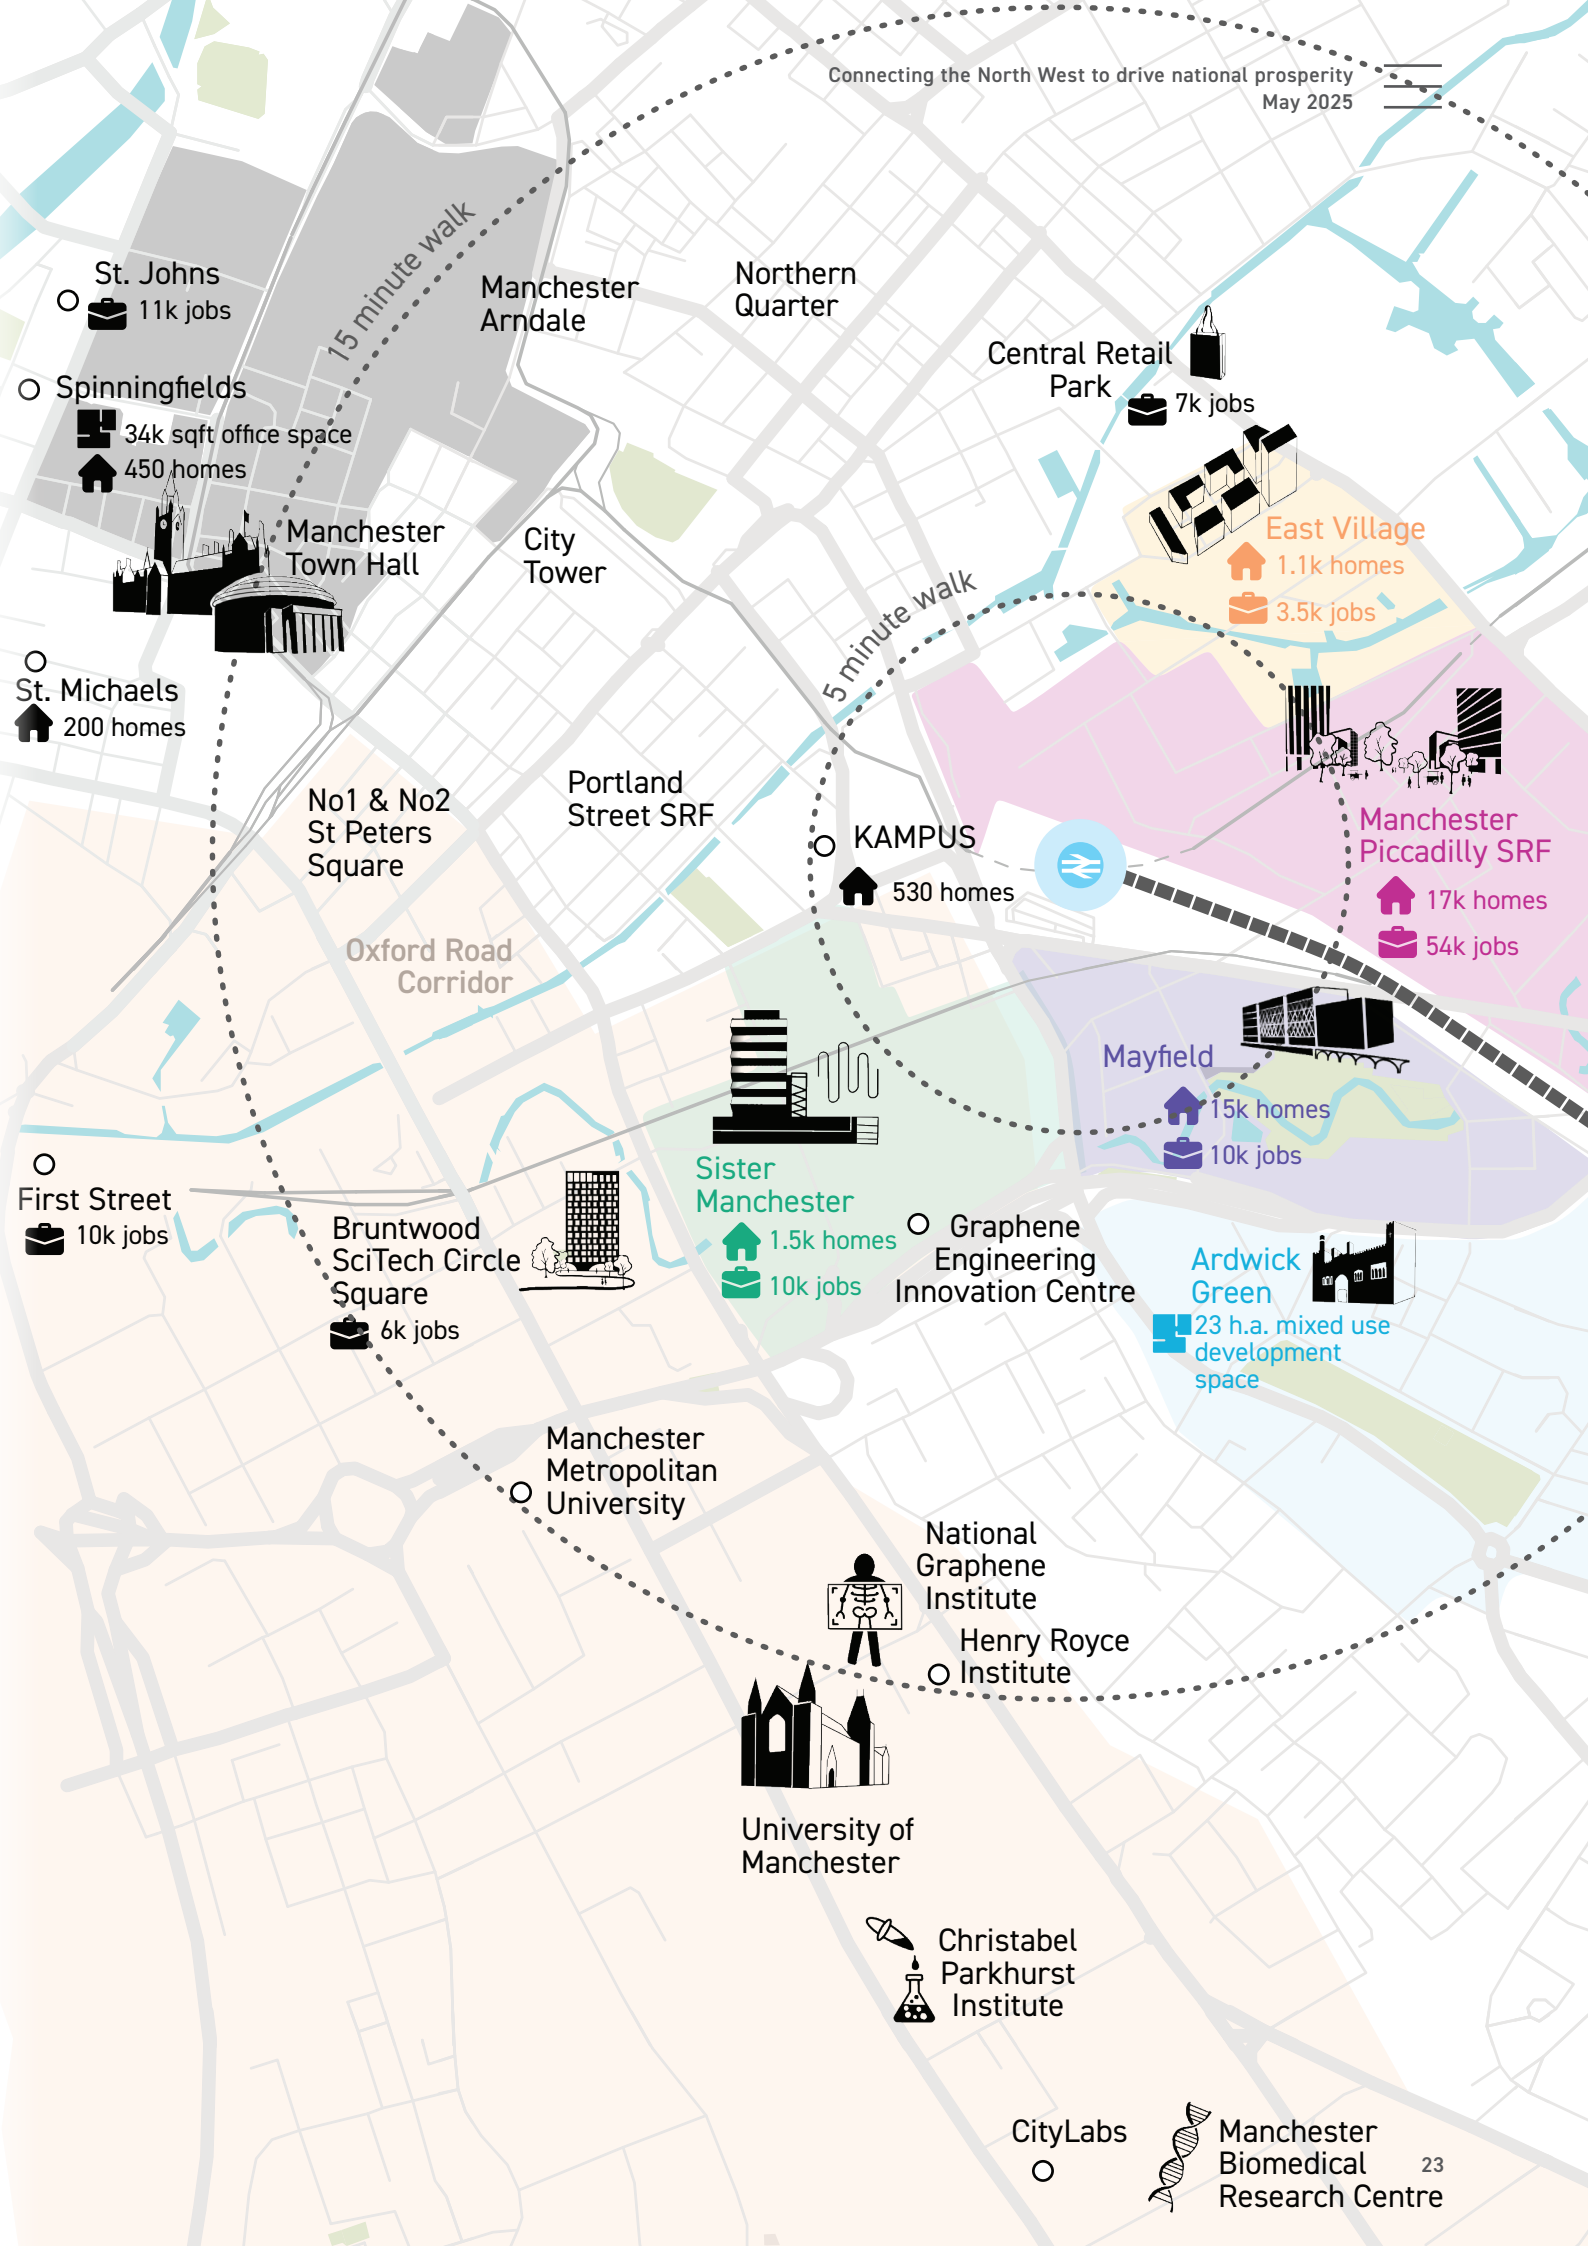 Connecting the North West to drive national prosperity
May 2025
15 minute walk
St. Johns
11k jobs
Manchester
Arndale
Northern
Quarter
Central Retail
Park
7k jobs
Spinningfields
34k sqft office space
450 homes
Manchester
Town Hall
City
Tower
East Village
1.1k homes
3.5k jobs
5 minute walk
St. Michaels
200 homes
No1 & No2
St Peters
Square
Portland
Street SRF
KAMPUS
530 homes
Manchester
Piccadilly SRF
17k homes
54k jobs
Oxford Road
Corridor
Mayfield
15k homes
10k jobs
First Street
10k jobs
Sister
Manchester
1.5k homes
10k jobs
Bruntwood
SciTech Circle
Square
6k jobs
Graphene
Engineering
Innovation Centre
Ardwick
Green
23 h.a. mixed use
development
space
Manchester
Metropolitan
University
National
Graphene
Institute
Henry Royce
Institute
University of
Manchester
Christabel
Parkhurst
Institute
CityLabs
Manchester
Biomedical
Research Centre
23